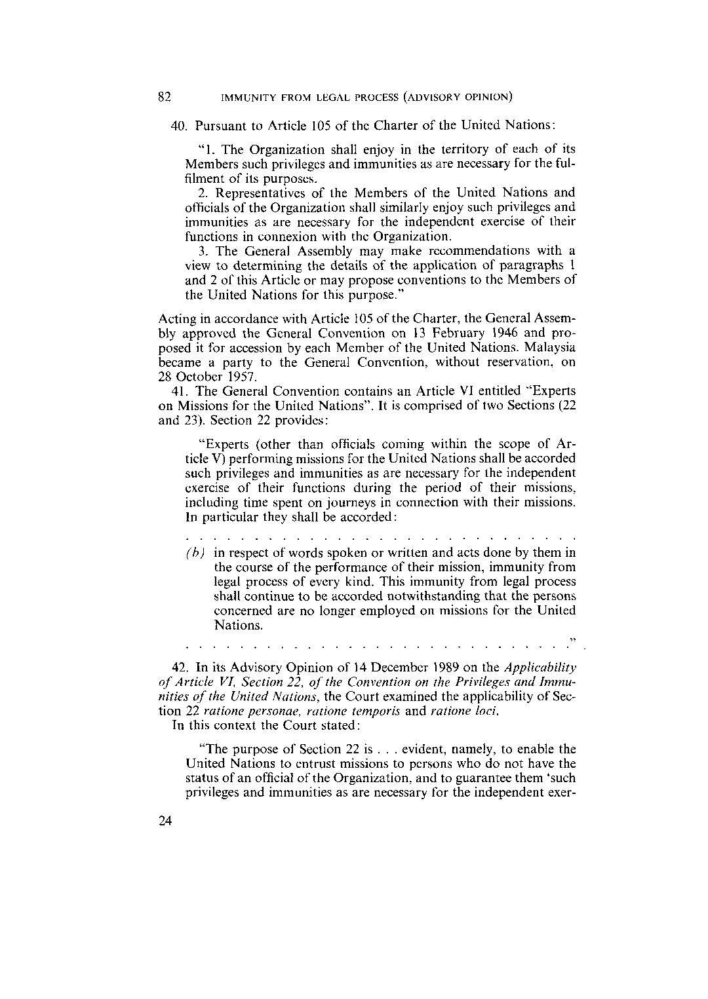 82 IMMUNITY FROM LEGAL PROCESS (ADVISORY OPINION)
40. Pursuant to Article 105 of the Charter of the United Nations:
“1. The Organization shall enjoy in the territory of each of its
Members such privileges and immunities as are necessary for the ful-
filment of its purposes.
2. Representatives of the Members of the United Nations and
officials of the Organization shall similarly enjoy such privileges and
immunities as are necessary for the independent exercise of their
functions in connexion with the Organization.
3. The General Assembly may make recommendations with a
view to determining the details of the application of paragraphs 1
and 2 of this Article or may propose conventions to the Members of
the United Nations for this purpose.”
Acting in accordance with Article 105 of the Charter, the General Assem-
bly approved the General Convention on 13 February 1946 and pro-
posed it for accession by each Member of the United Nations. Malaysia
became a party to the General Convention, without reservation, on
28 October 1957.
41. The General Convention contains an Article VI entitled “Experts
on Missions for the United Nations”. It is comprised of two Sections (22
and 23). Section 22 provides:
“Experts (other than officials coming within the scope of Ar-
ticle V) performing missions for the United Nations shall be accorded
such privileges and immunities as are necessary for the independent
exercise of their functions during the period of their missions,
including time spent on journeys in connection with their missions.
In particular they shall be accorded:
. . . . . . . . . . . . . . . . . . . . . . . . . . . . .
(b) in respect of words spoken or written and acts done by them in
the course of the performance of their mission, immunity from
legal process of every kind. This immunity from legal process
shall continue to be accorded notwithstanding that the persons
concerned are no longer employed on missions for the United
Nations.
. . . . . . . . . . . . . . . . . . . . . . . . . . . . .” .
42. In its Advisory Opinion of 14 December 1989 on the Applicability
of Article VI, Section 22, of the Convention on the Privileges and Immu-
nities of the United Nations, the Court examined the applicability of Sec-
tion 22 ratione personae, ratione temporis and ratione loci.
In this context the Court stated:
“The purpose of Section 22 is . . . evident, namely, to enable the
United Nations to entrust missions to persons who do not have the
status of an official of the Organization, and to guarantee them ‘such
privileges and immunities as are necessary for the independent exer-
24